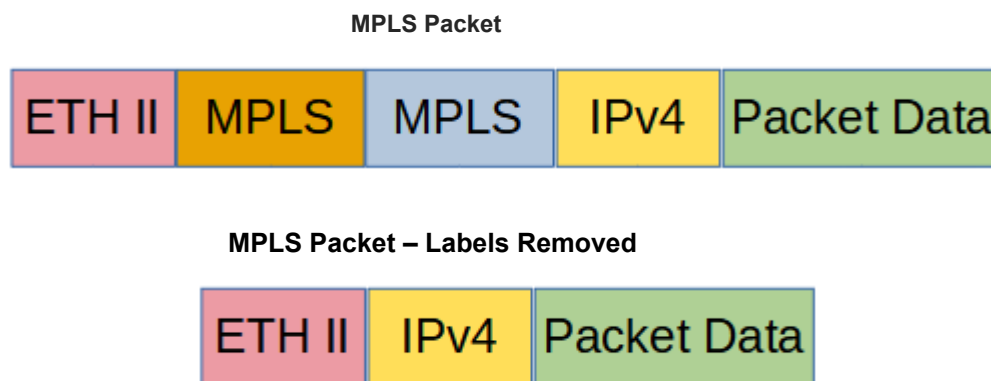 MPLS Packet
ETH II MPLS MPLS IPv4 Packet Data
MPLS Packet – Labels Removed
ETH II IPv4 Packet Data